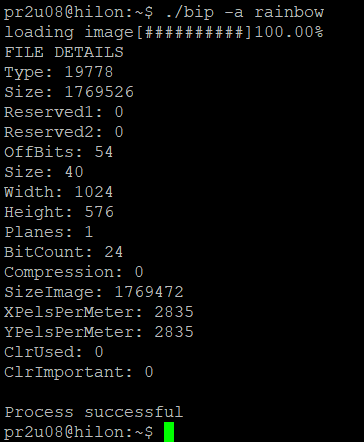 pr2u08@hilon:~$ ./bip -a rainbow
loading image[##########]100.00%
FILE DETAILS
Type: 19778
Size: 1769526
Reserved1: 0
Reserved2: 0
OffBits: 54
Size: 40
Width: 1024
Height: 576
Planes: 1
BitCount: 24
Compression: 0
SizeImage: 1769472
XPelsPerMeter: 2835
YPelsPerMeter: 2835
ClrUsed: 0
ClrImportant: 0
Process successful
pr2u08@hilon:~$